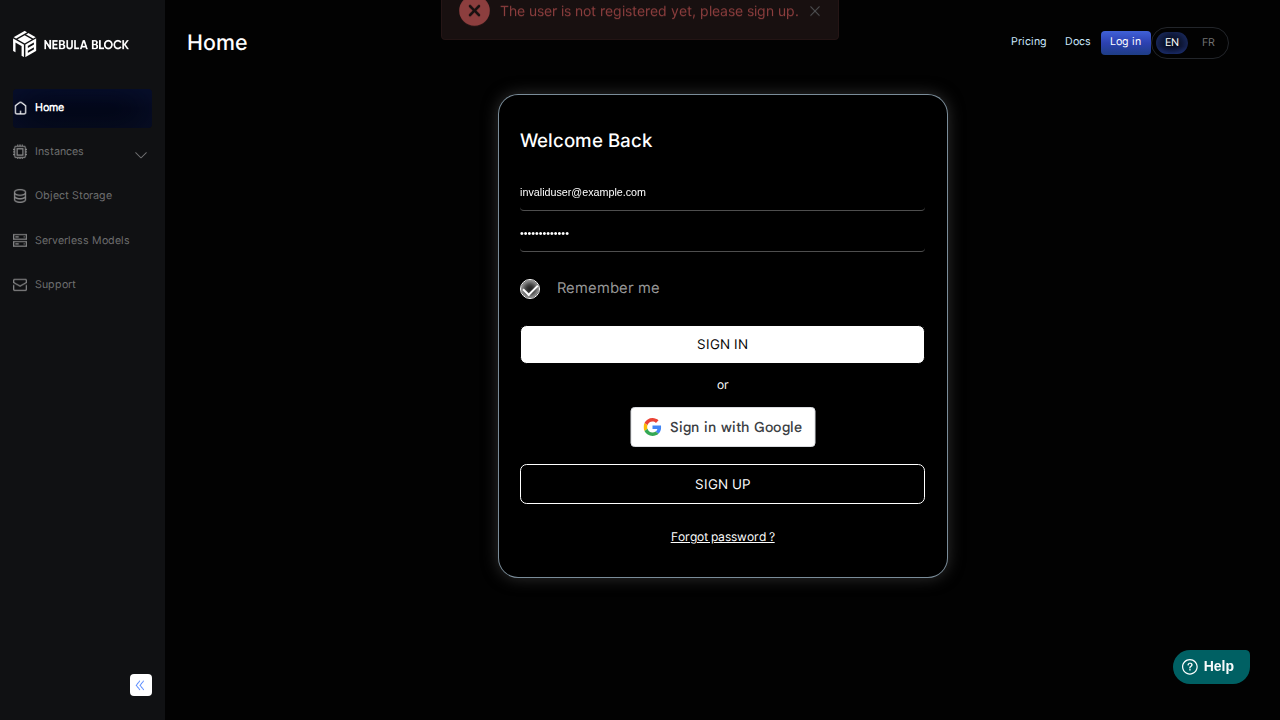 The user is not registered yet, please sign up.
NEBULA BLOCK
Home
Pricing
Docs
Log in
EN
FR
Home
Instances
Object Storage
Serverless Models
Support
Welcome Back
invaliduser@example.com
•••••••••••••
Remember me
SIGN IN
or
Sign in with Google
SIGN UP
Forgot password ?
Help